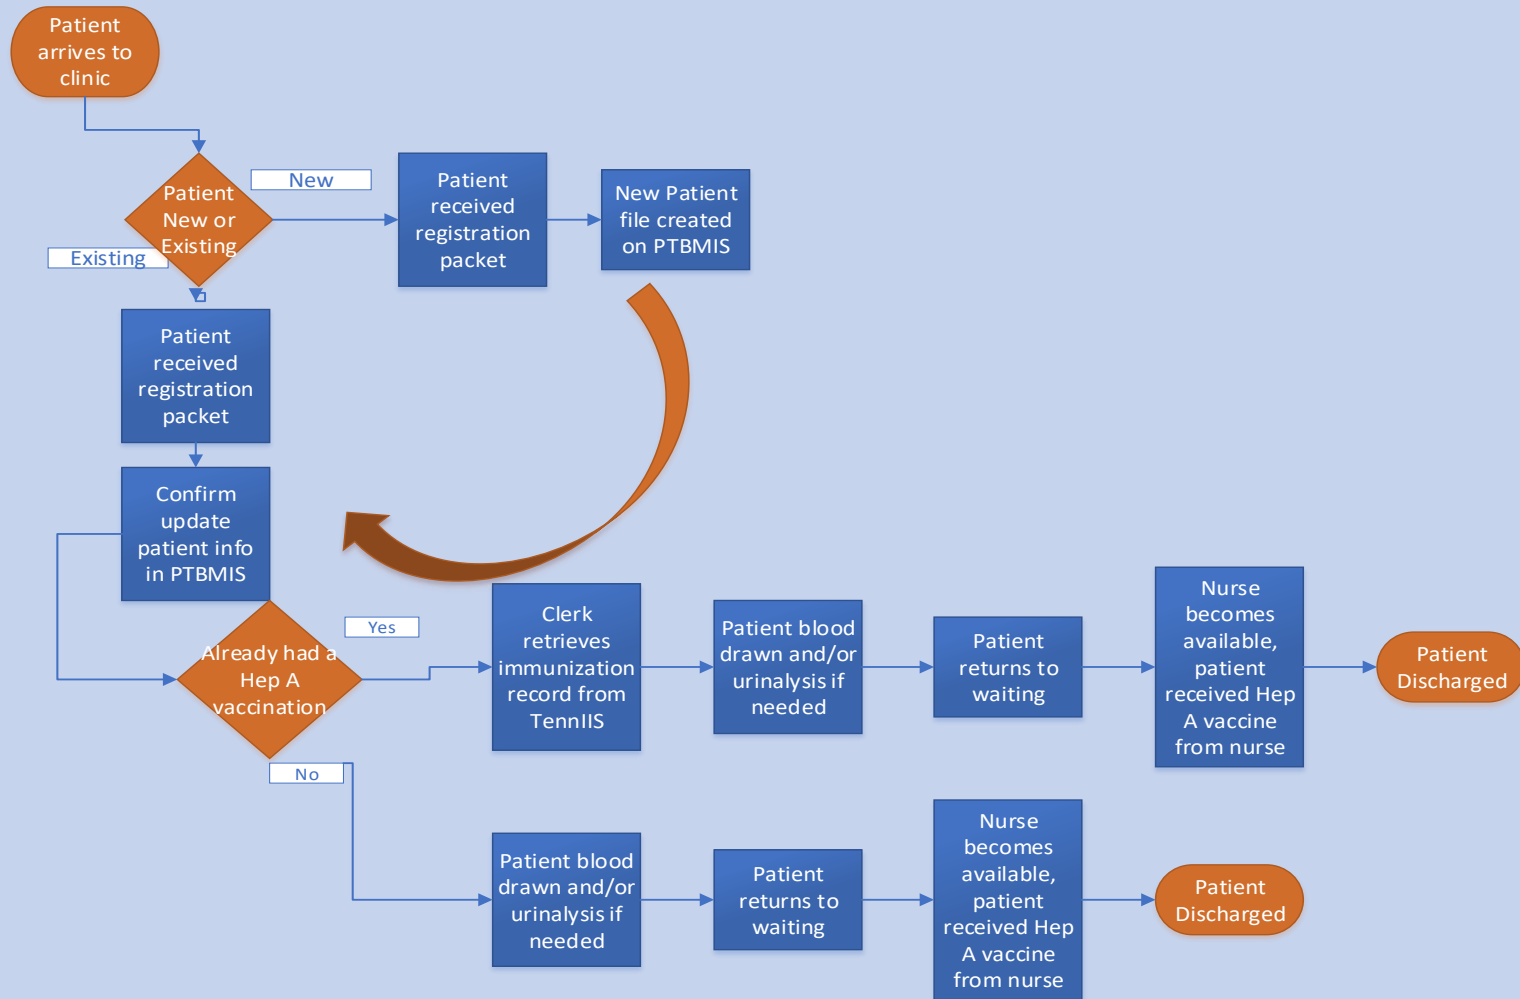 Patient
arrives to
clinic
Patient
New or
Existing
New
Existing
Patient
received
registration
packet
New Patient
file created
on PTBMIS
Patient
received
registration
packet
Confirm
update
patient info
in PTBMIS
Already had a
Hep A
vaccination
Yes
No
Clerk
retrieves
immunization
record from
TennIIS
Patient blood
drawn and/or
urinalysis if
needed
Patient
returns to
waiting
Nurse
becomes
available,
patient
received Hep
A vaccine
from nurse
Patient
Discharged
Patient blood
drawn and/or
urinalysis if
needed
Patient
returns to
waiting
Nurse
becomes
available,
patient
received Hep
A vaccine
from nurse
Patient
Discharged